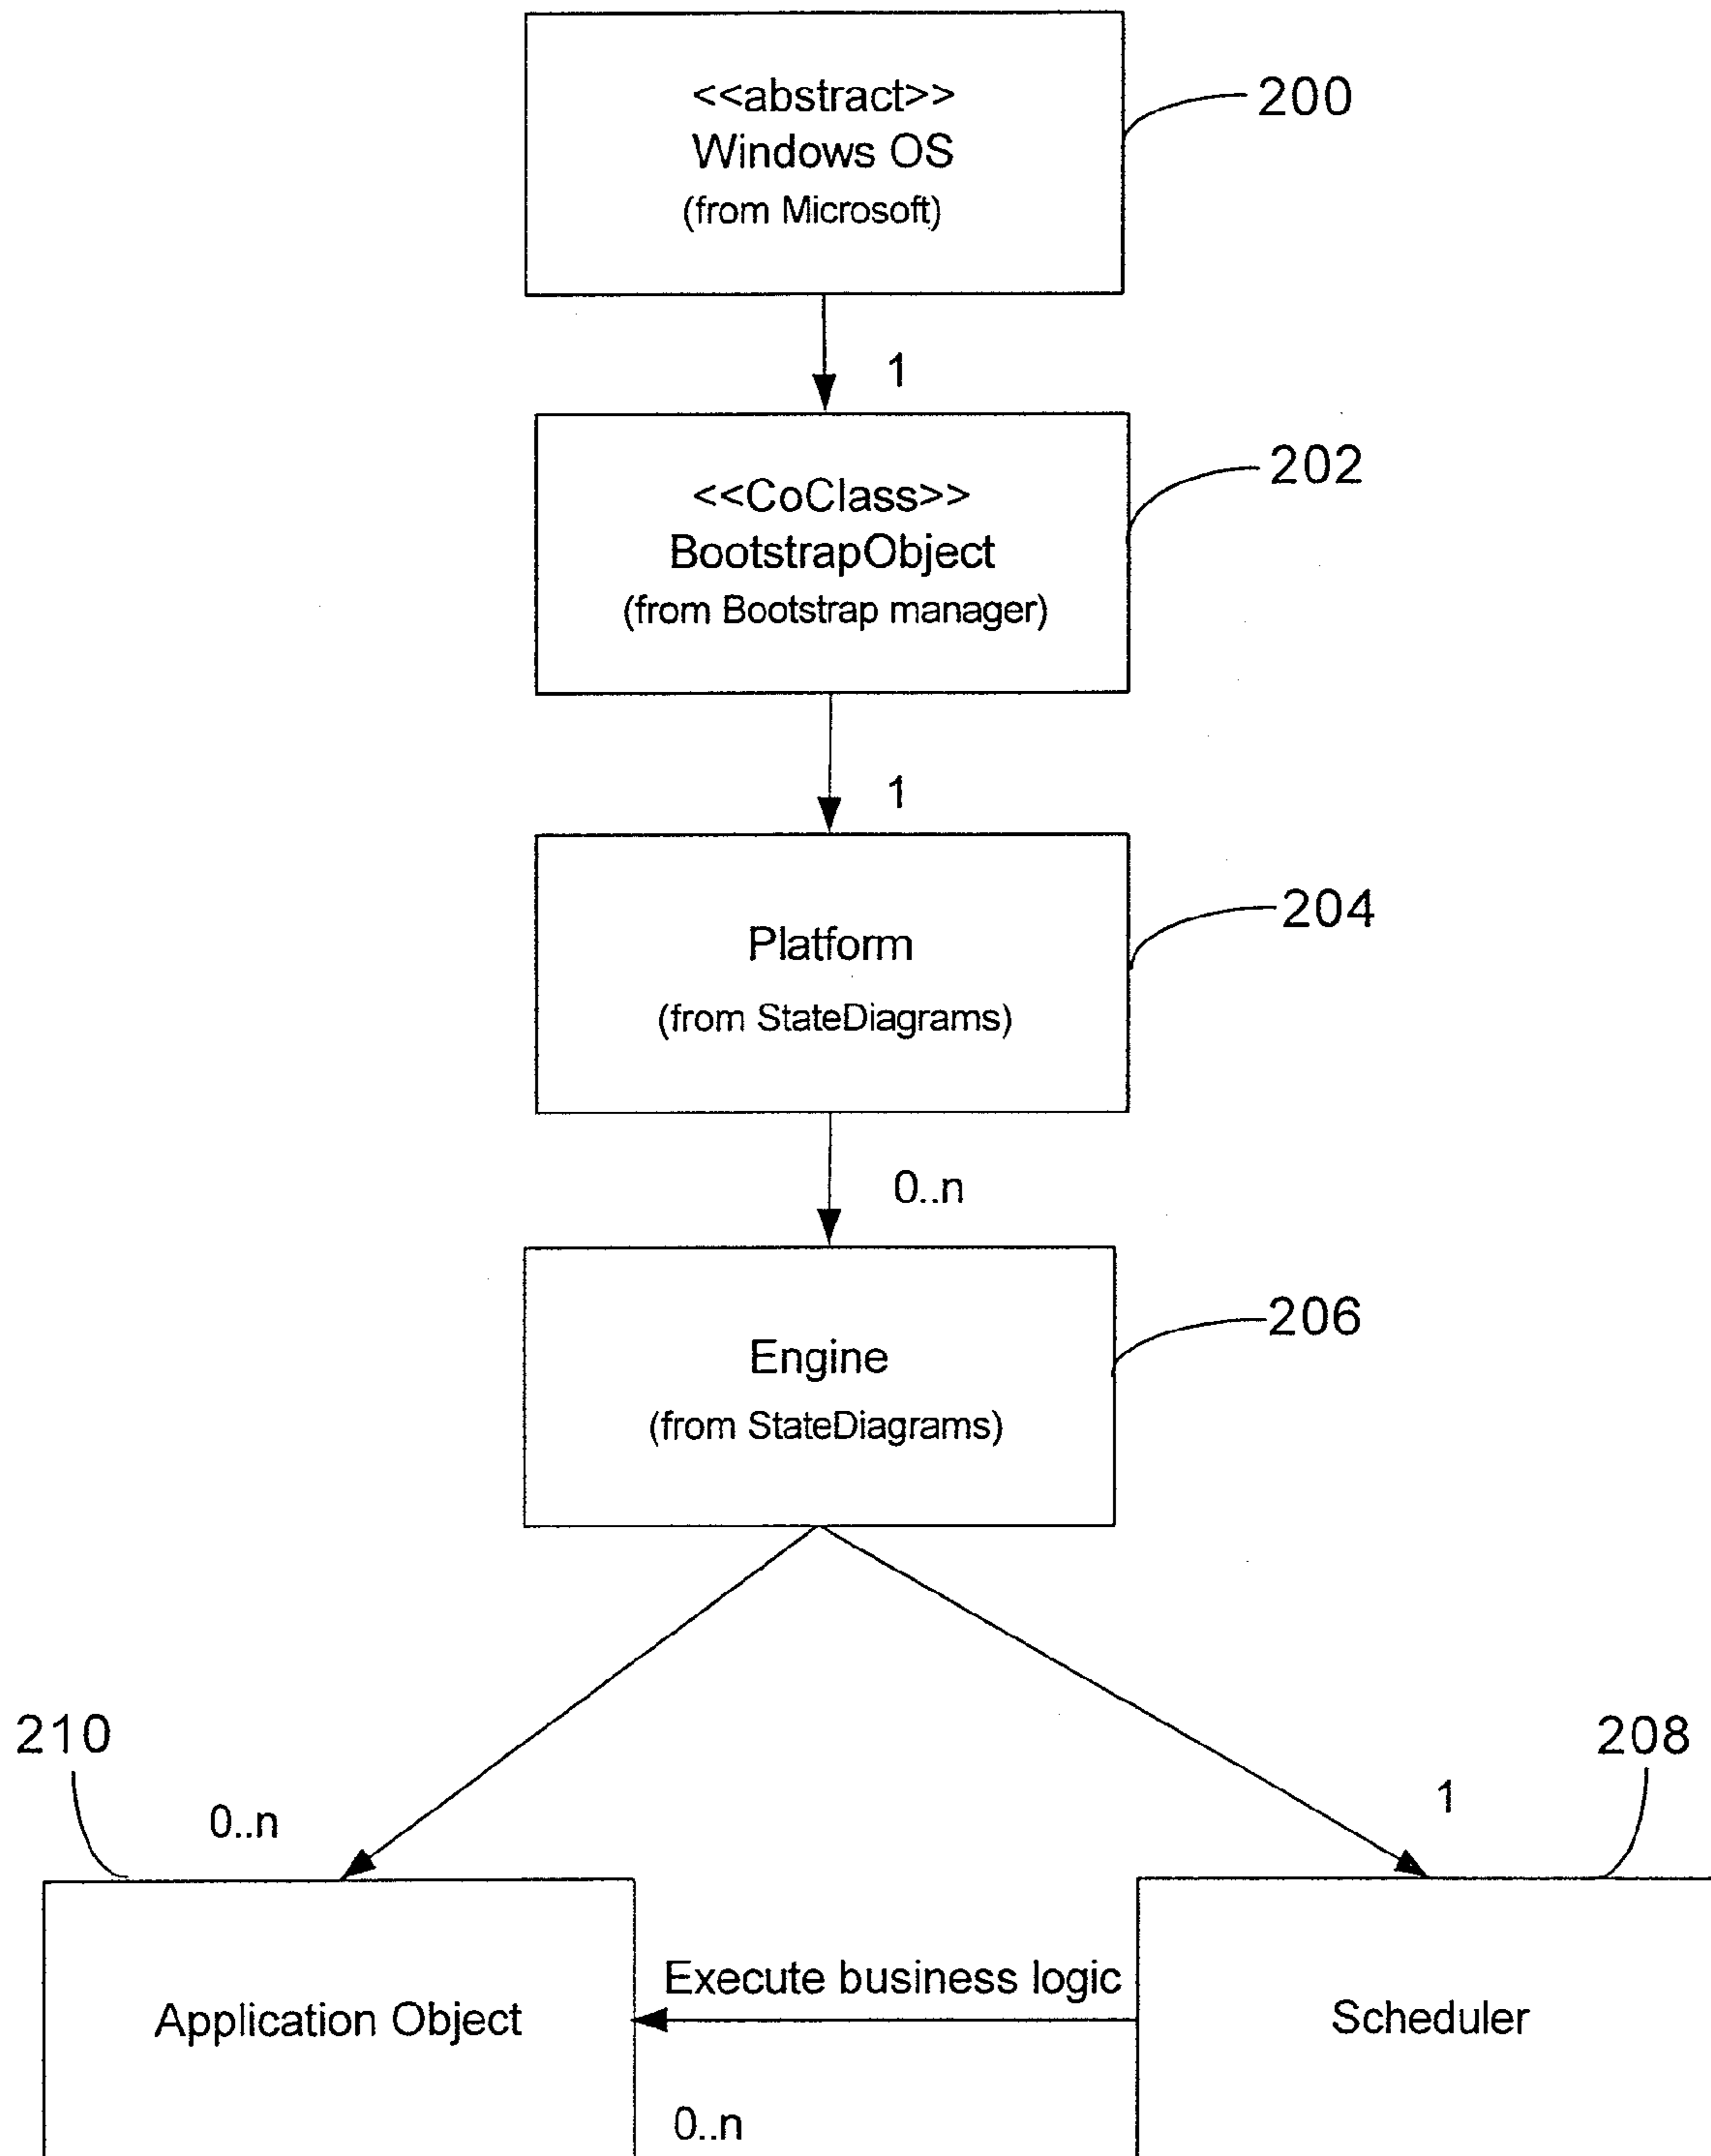 <<abstract>>
Windows OS
(from Microsoft)
200
1
<<CoClass>>
BootstrapObject
(from Bootstrap manager)
202
1
Platform
(from StateDiagrams)
204
0..n
Engine
(from StateDiagrams)
206
210
208
0..n
1
Application Object
Execute business logic
Scheduler
0..n